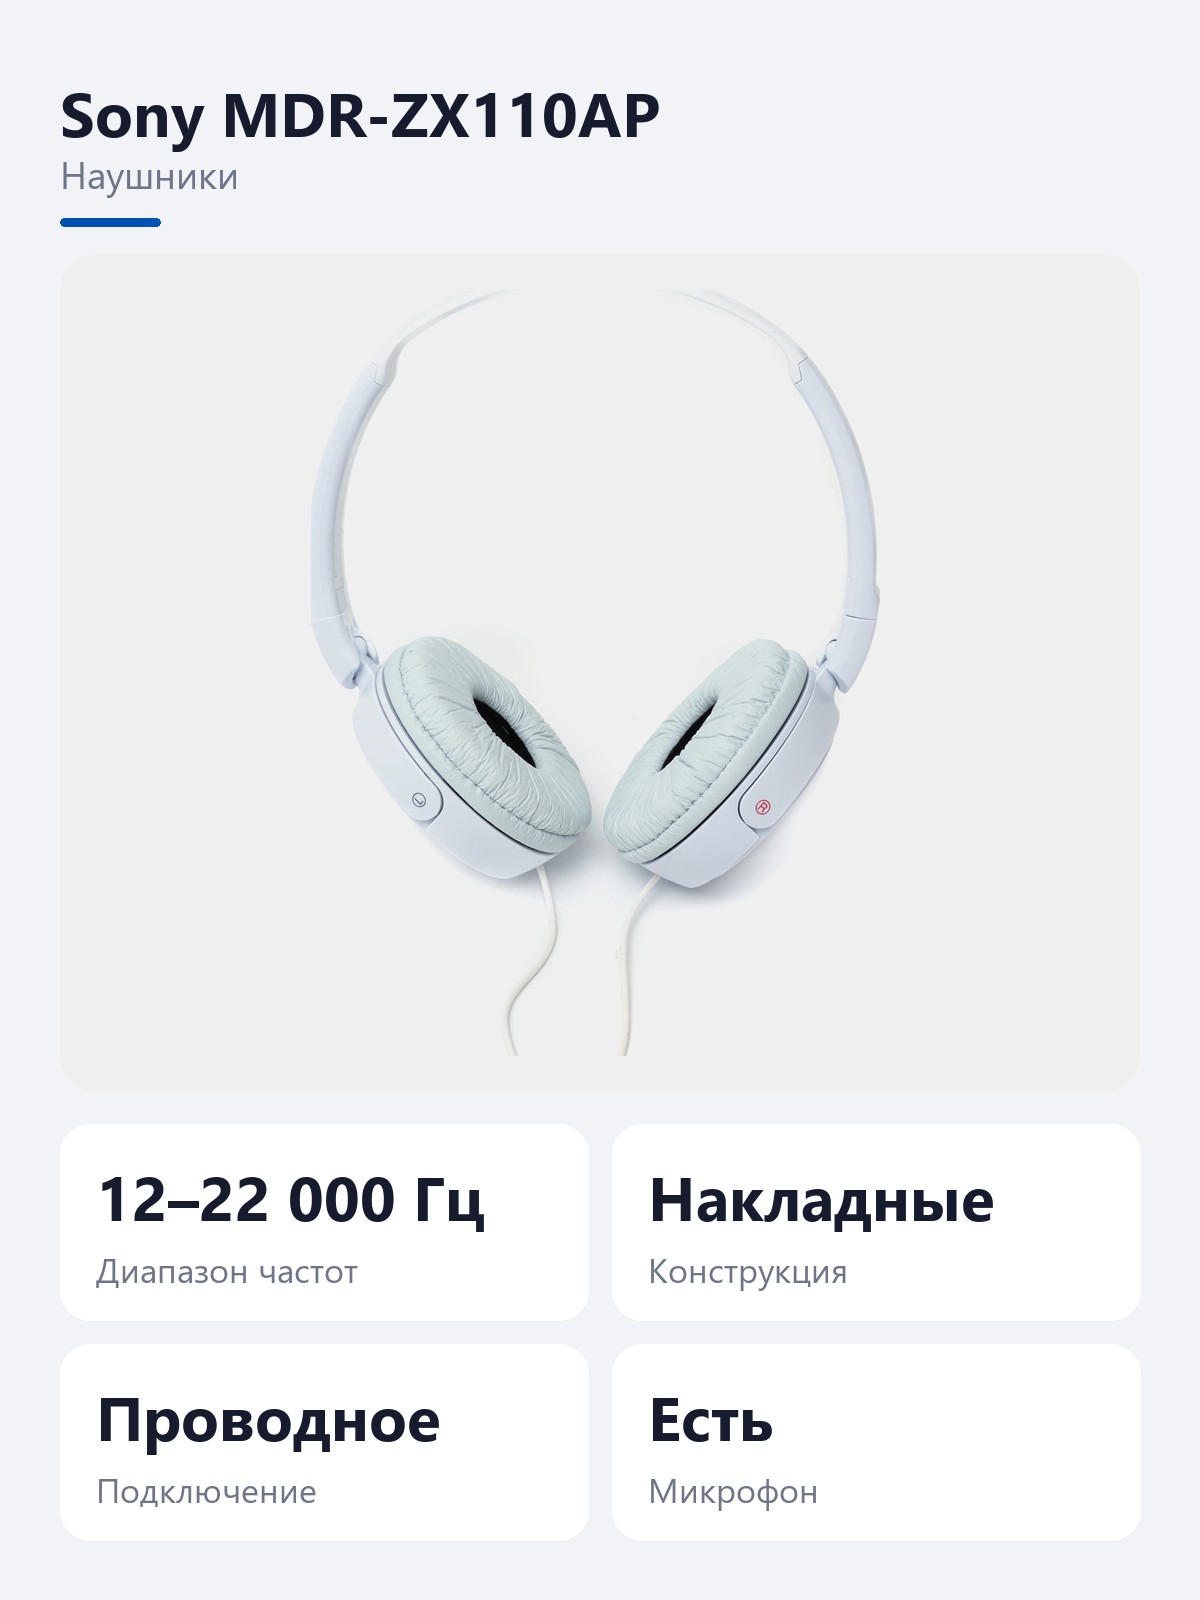 Sony MDR-ZX110AP
Наушники
L
R
12–22 000 Гц
Накладные
Диапазон частот
Конструкция
Проводное
Есть
Подключение
Микрофон